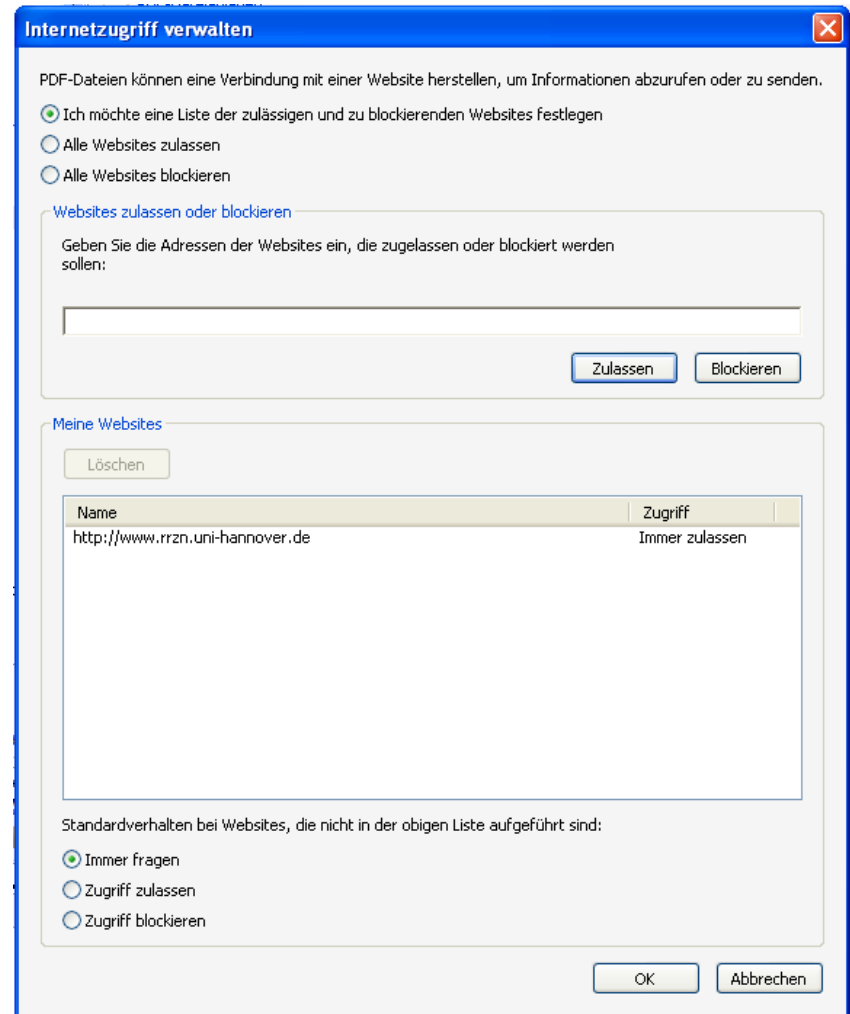 Internetzugriff verwalten
PDF-Dateien können eine Verbindung mit einer Website herstellen, um Informationen abzurufen oder zu senden.
Ich möchte eine Liste der zulässigen und zu blockierenden Websites festlegen
Alle Websites zulassen
Alle Websites blockieren
Websites zulassen oder blockieren
Geben Sie die Adressen der Websites ein, die zugelassen oder blockiert werden
sollen:
Zulassen Blockieren
Meine Websites
Löschen
Name Zugriff
http://www.rrzn.uni-hannover.de Immer zulassen
Standardverhalten bei Websites, die nicht in der obigen Liste aufgeführt sind:
Immer fragen
Zugriff zulassen
Zugriff blockieren
OK Abbrechen